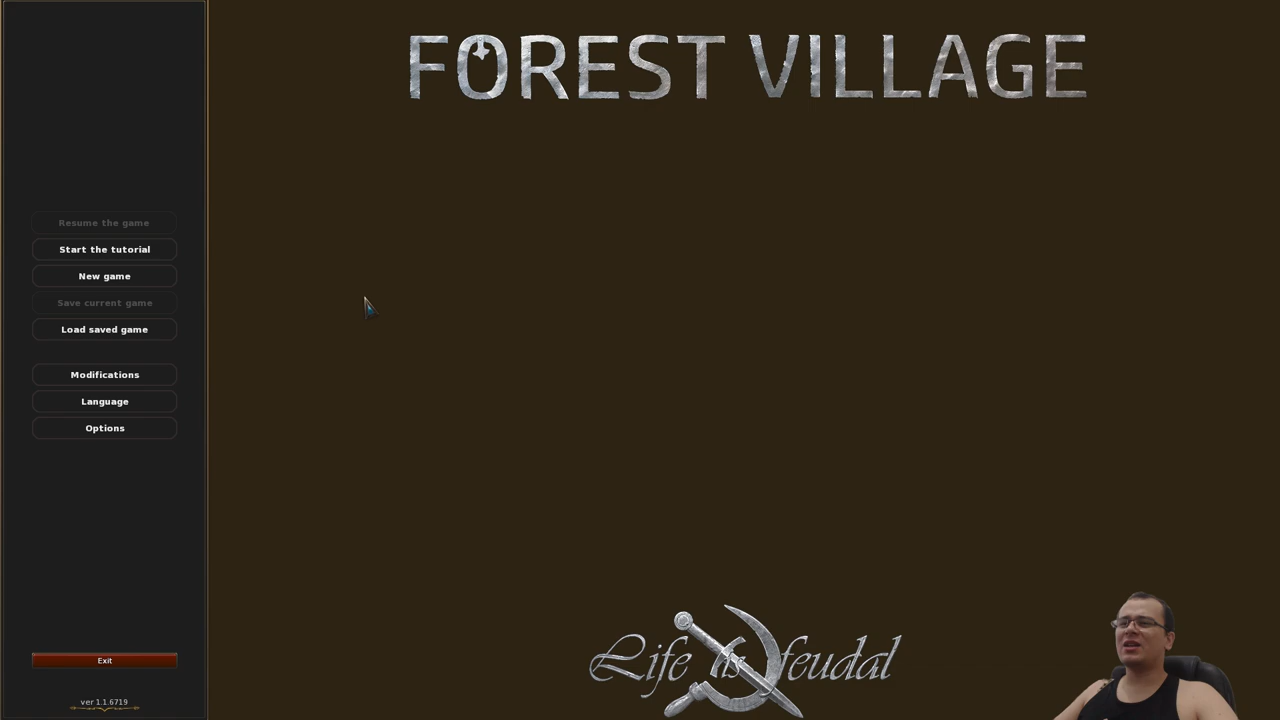 FOREST VILLAGE
Resume the game
Start the tutorial
New game
Save current game
Load saved game
Modifications
Language
Options
Exit
ver 1.1.6719
Life is feudal